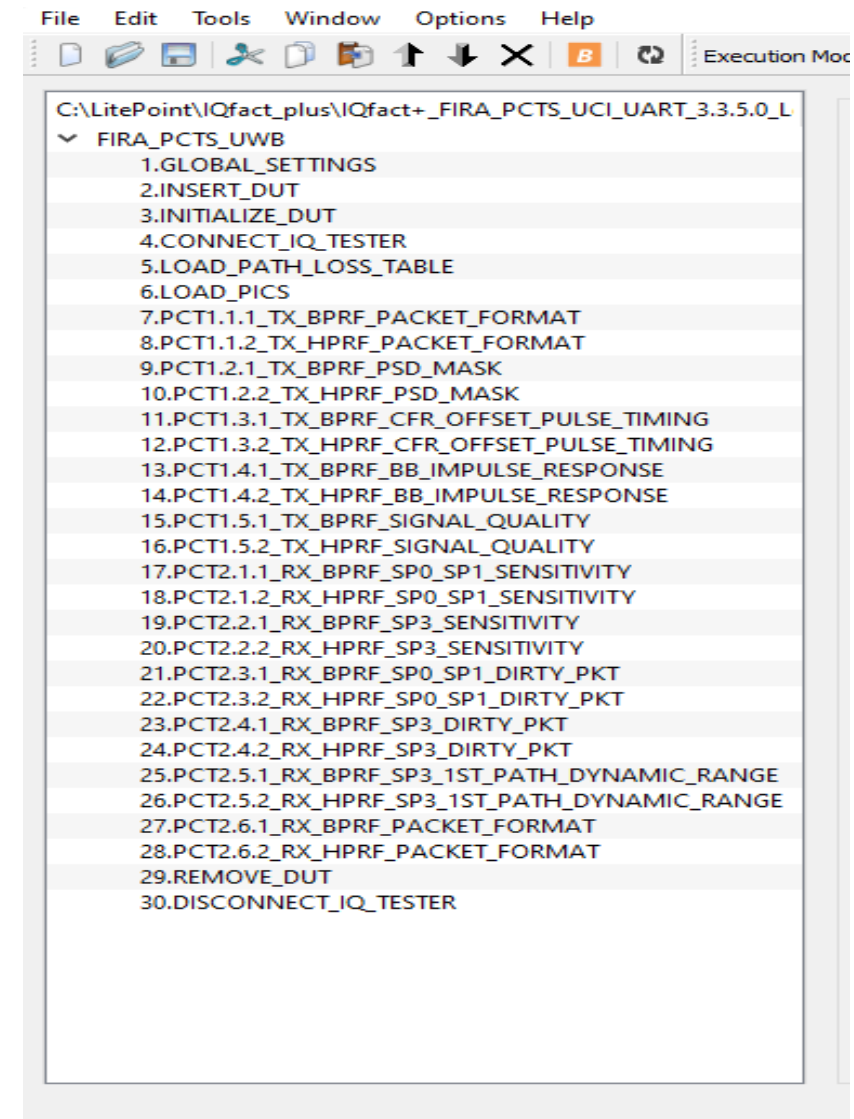 File Edit Tools Window Options Help
B Execution Mod
C:\LitePoint\IQfact_plus\IQfact+_FIRA_PCTS_UCI_UART_3.3.5.0_L
FIRA_PCTS_UWB
1.GLOBAL_SETTINGS
2.INSERT_DUT
3.INITIALIZE_DUT
4.CONNECT_IQ_TESTER
5.LOAD_PATH_LOSS_TABLE
6.LOAD_PICS
7.PCT1.1.1_TX_BPRF_PACKET_FORMAT
8.PCT1.1.2_TX_HPRF_PACKET_FORMAT
9.PCT1.2.1_TX_BPRF_PSD_MASK
10.PCT1.2.2_TX_HPRF_PSD_MASK
11.PCT1.3.1_TX_BPRF_CFR_OFFSET_PULSE_TIMING
12.PCT1.3.2_TX_HPRF_CFR_OFFSET_PULSE_TIMING
13.PCT1.4.1_TX_BPRF_BB_IMPULSE_RESPONSE
14.PCT1.4.2_TX_HPRF_BB_IMPULSE_RESPONSE
15.PCT1.5.1_TX_BPRF_SIGNAL_QUALITY
16.PCT1.5.2_TX_HPRF_SIGNAL_QUALITY
17.PCT2.1.1_RX_BPRF_SP0_SP1_SENSITIVITY
18.PCT2.1.2_RX_HPRF_SP0_SP1_SENSITIVITY
19.PCT2.2.1_RX_BPRF_SP3_SENSITIVITY
20.PCT2.2.2_RX_HPRF_SP3_SENSITIVITY
21.PCT2.3.1_RX_BPRF_SP0_SP1_DIRTY_PKT
22.PCT2.3.2_RX_HPRF_SP0_SP1_DIRTY_PKT
23.PCT2.4.1_RX_BPRF_SP3_DIRTY_PKT
24.PCT2.4.2_RX_HPRF_SP3_DIRTY_PKT
25.PCT2.5.1_RX_BPRF_SP3_1ST_PATH_DYNAMIC_RANGE
26.PCT2.5.2_RX_HPRF_SP3_1ST_PATH_DYNAMIC_RANGE
27.PCT2.6.1_RX_BPRF_PACKET_FORMAT
28.PCT2.6.2_RX_HPRF_PACKET_FORMAT
29.REMOVE_DUT
30.DISCONNECT_IQ_TESTER